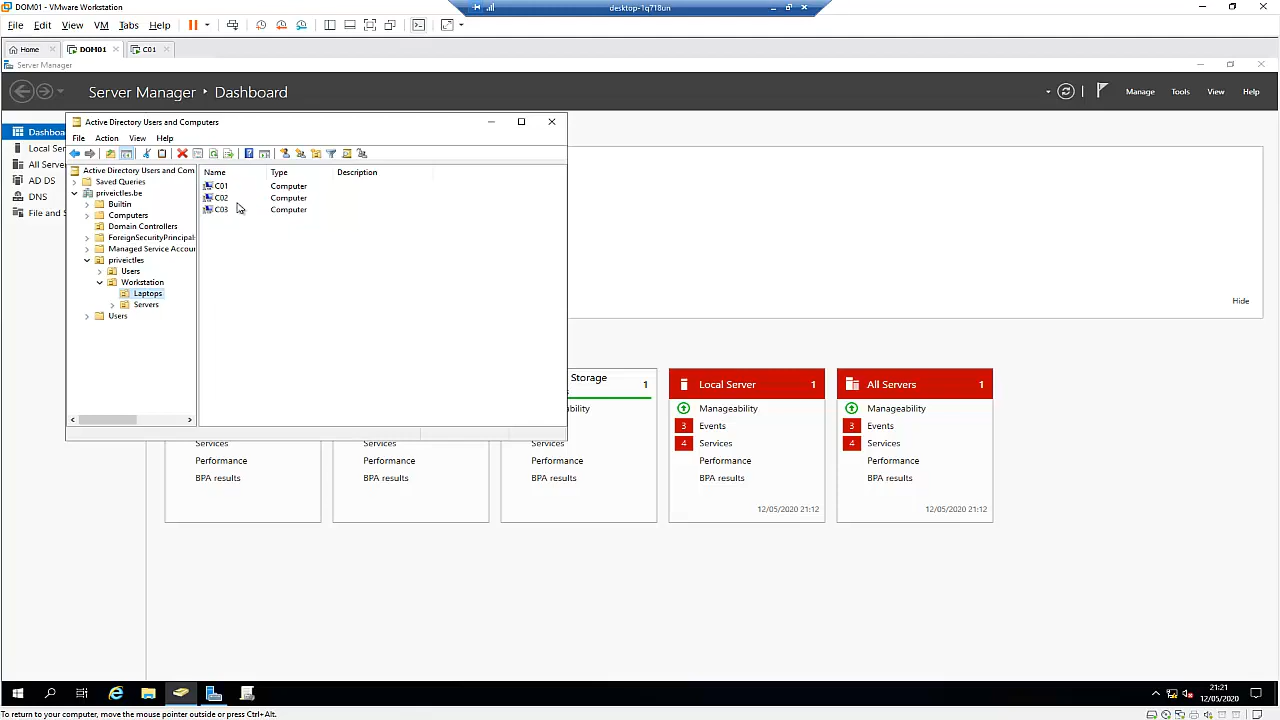 DOM01 - VMware Workstation
desktop-1q718un
File Edit View VM Tabs Help
Home DOM01 C01
Server Manager
Server Manager Dashboard
Manage Tools View Help
Active Directory Users and Computers
Dashboa
File Action View Help
Local Ser
All Serve
Active Directory Users and Com
Name Type Description
AD DS
Saved Queries
C01 Computer
DNS
priveictles.be
C02 Computer
File and S
Builtin
C03 Computer
Computers
Domain Controllers
ForeignSecurityPrincipal:
Managed Service Accour
priveictles
Users
Workstation
Laptops
Servers
Users
Hide
Storage 1
Local Server 1
All Servers 1
Manageability
Manageability
3 Events
3 Events
Services
Services
Services
4 Services
4 Services
Performance
Performance
Performance
Performance
Performance
BPA results
BPA results
BPA results
BPA results
BPA results
12/05/2020 21:12
12/05/2020 21:12
21:21
12/05/2020
To return to your computer, move the mouse pointer outside or press Ctrl+Alt.